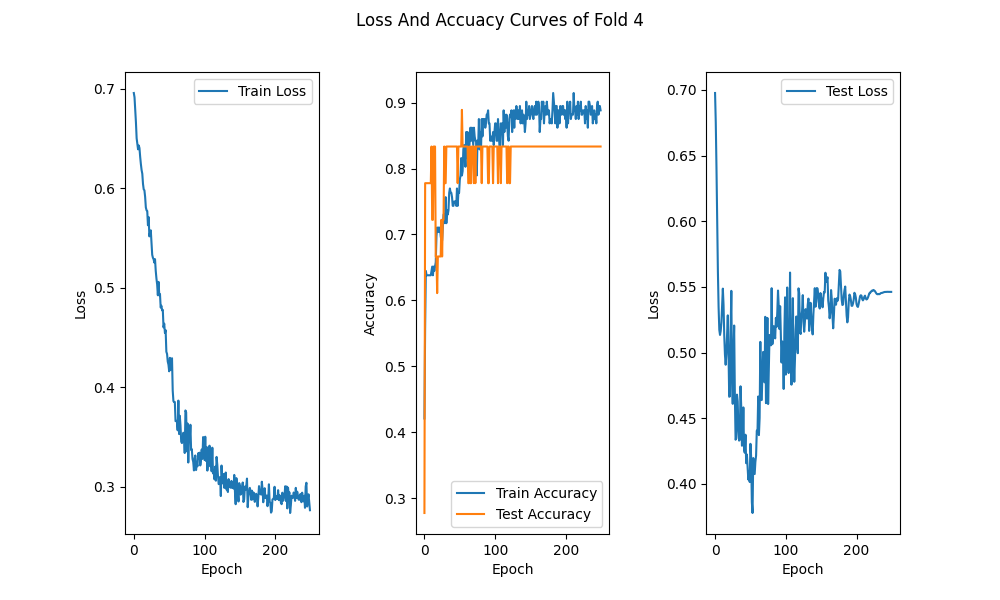 Loss And Accuacy Curves of Fold 4
0.7
0.6
0.5
0.4
0.3
Loss
0 100 200
Epoch
Train Loss
0.9
0.8
0.7
0.6
0.5
0.4
0.3
Accuracy
0 100 200
Epoch
Train Accuracy
Test Accuracy
0.70
0.65
0.60
0.55
0.50
0.45
0.40
Loss
0 100 200
Epoch
Test Loss